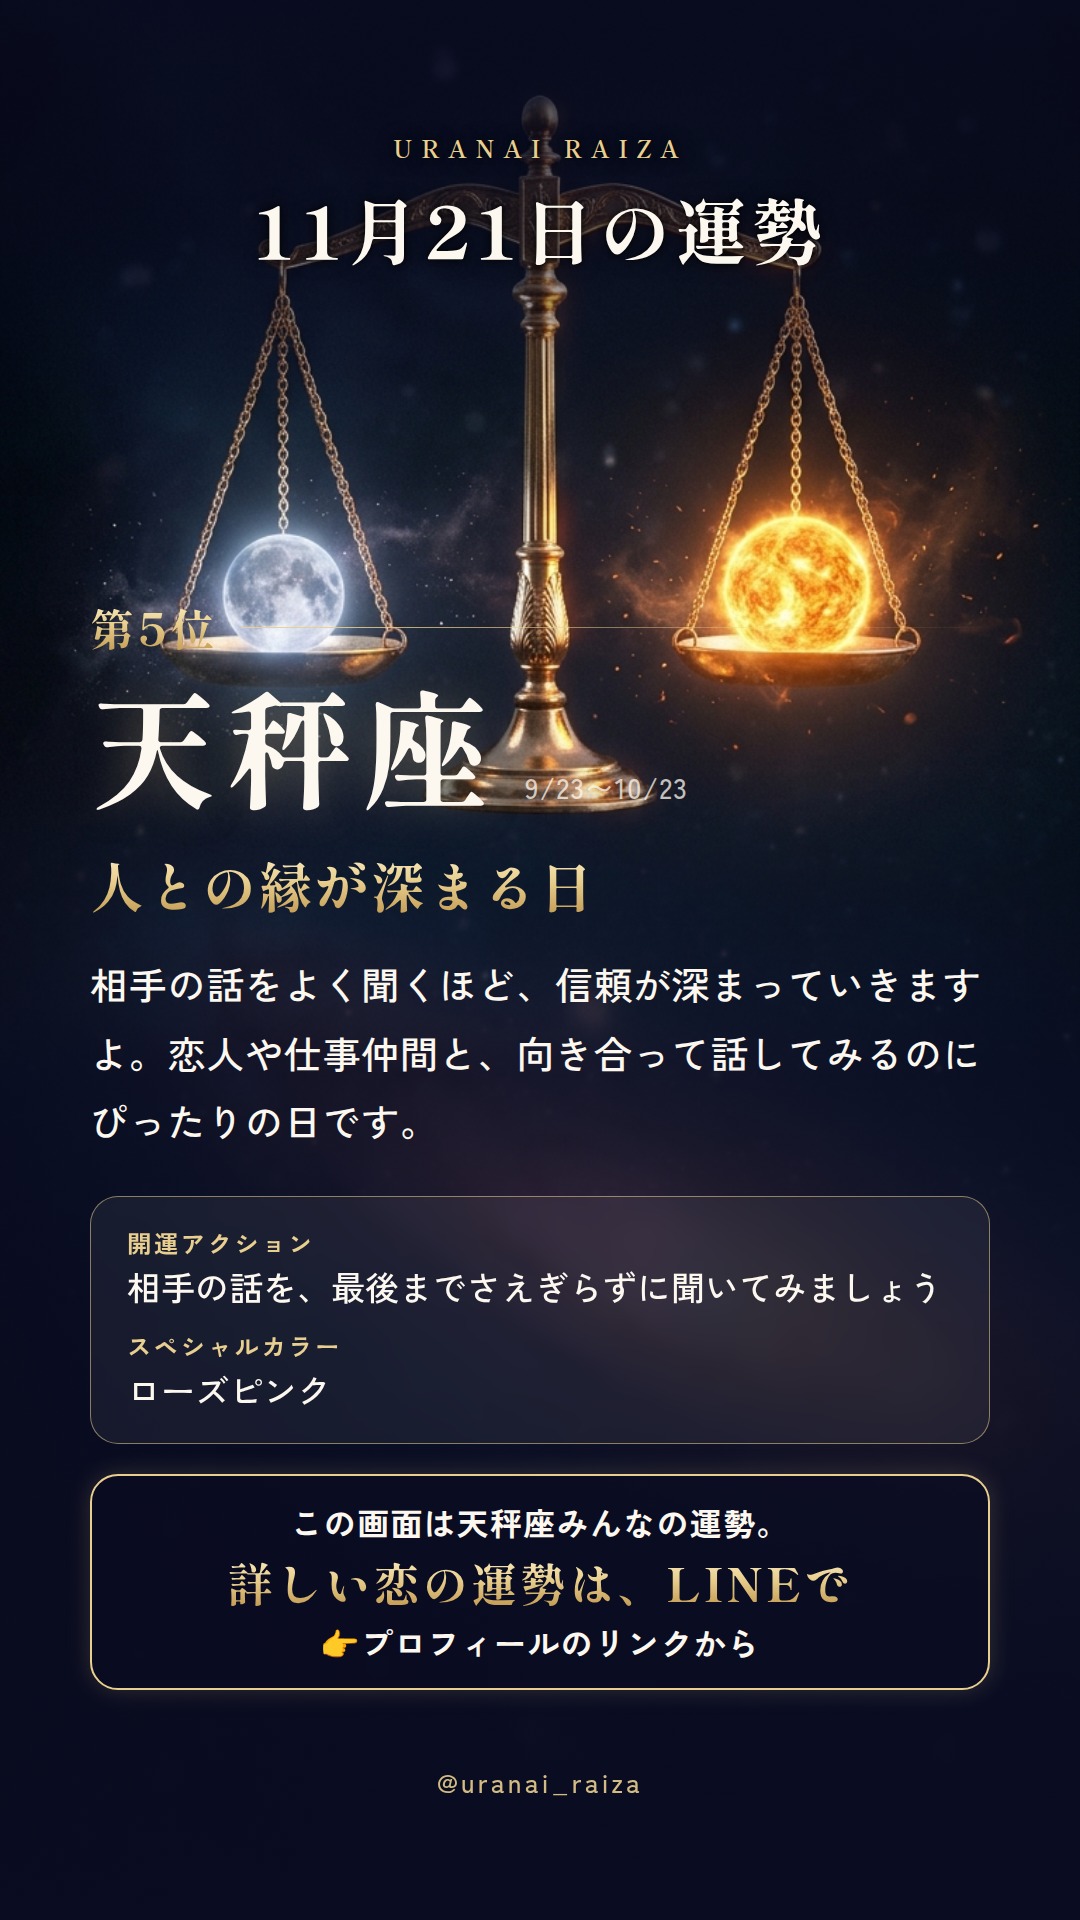 URANAI RAIZA
11月21日の運勢
第5位
天秤座 9/23〜10/23
人との縁が深まる日
相手の話をよく聞くほど、信頼が深まっていきます
よ。恋人や仕事仲間と、向き合って話してみるのに
ぴったりの日です。
開運アクション
相手の話を、最後までさえぎらずに聞いてみましょう
スペシャルカラー
ローズピンク
この画面は天秤座みんなの運勢。
詳しい恋の運勢は、LINEで
👉プロフィールのリンクから
@uranai_raiza